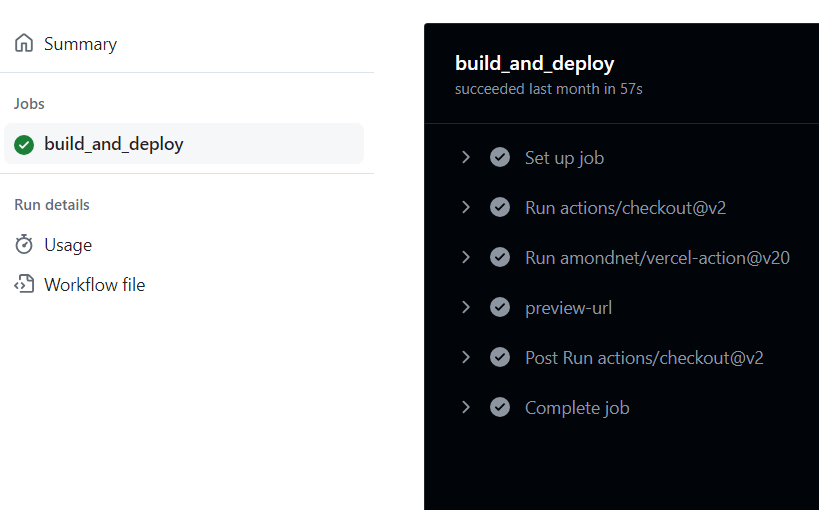 Summary
Jobs
build_and_deploy
Run details
Usage
Workflow file
build_and_deploy
succeeded last month in 57s
Set up job
Run actions/checkout@v2
Run amondnet/vercel-action@v20
preview-url
Post Run actions/checkout@v2
Complete job